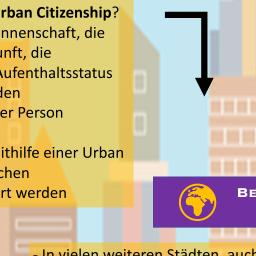 rban Citizenship?
nnenschaft, die
unft, die
Aufenthaltsstatus
den
er Person
ithilfe einer Urban
chen
rt werden
BE
- In vielen weiteren Städten, auch